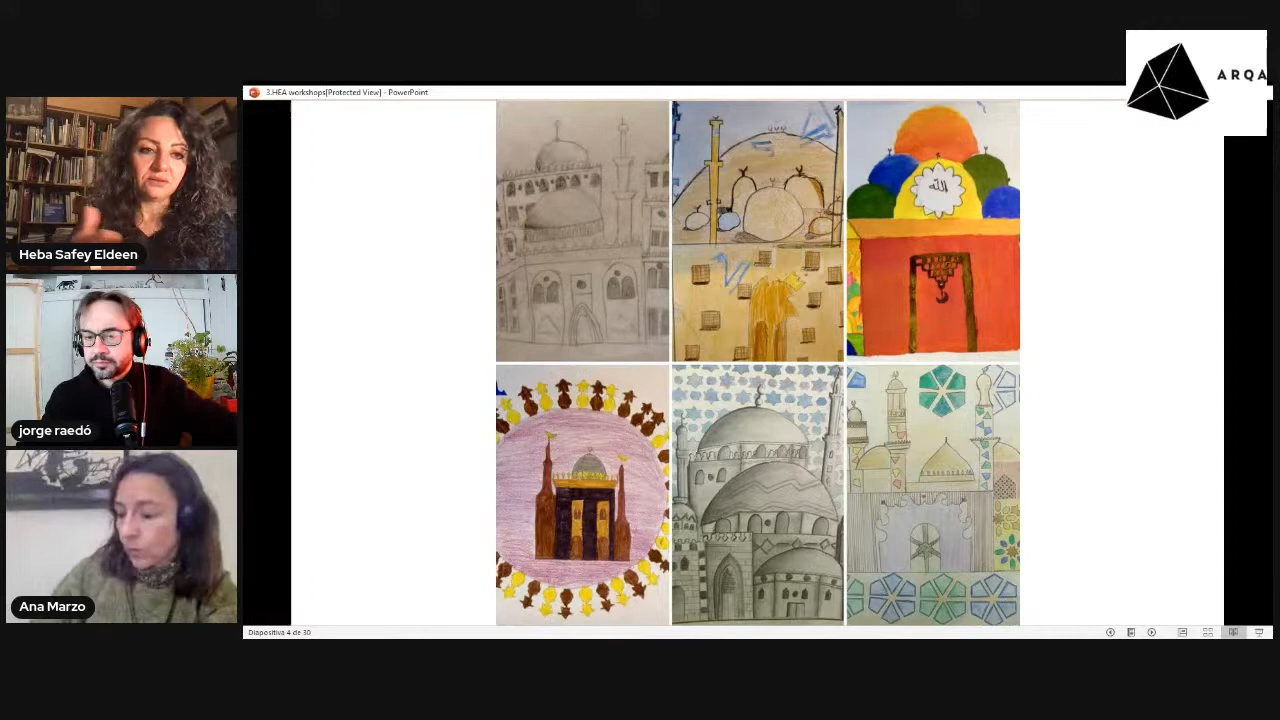 ARQA
3.HEA workshops[Protected View] - PowerPoint
Heba Safey Eldeen
jorge raedó
Ana Marzo
الله
Diapositiva 4 de 30